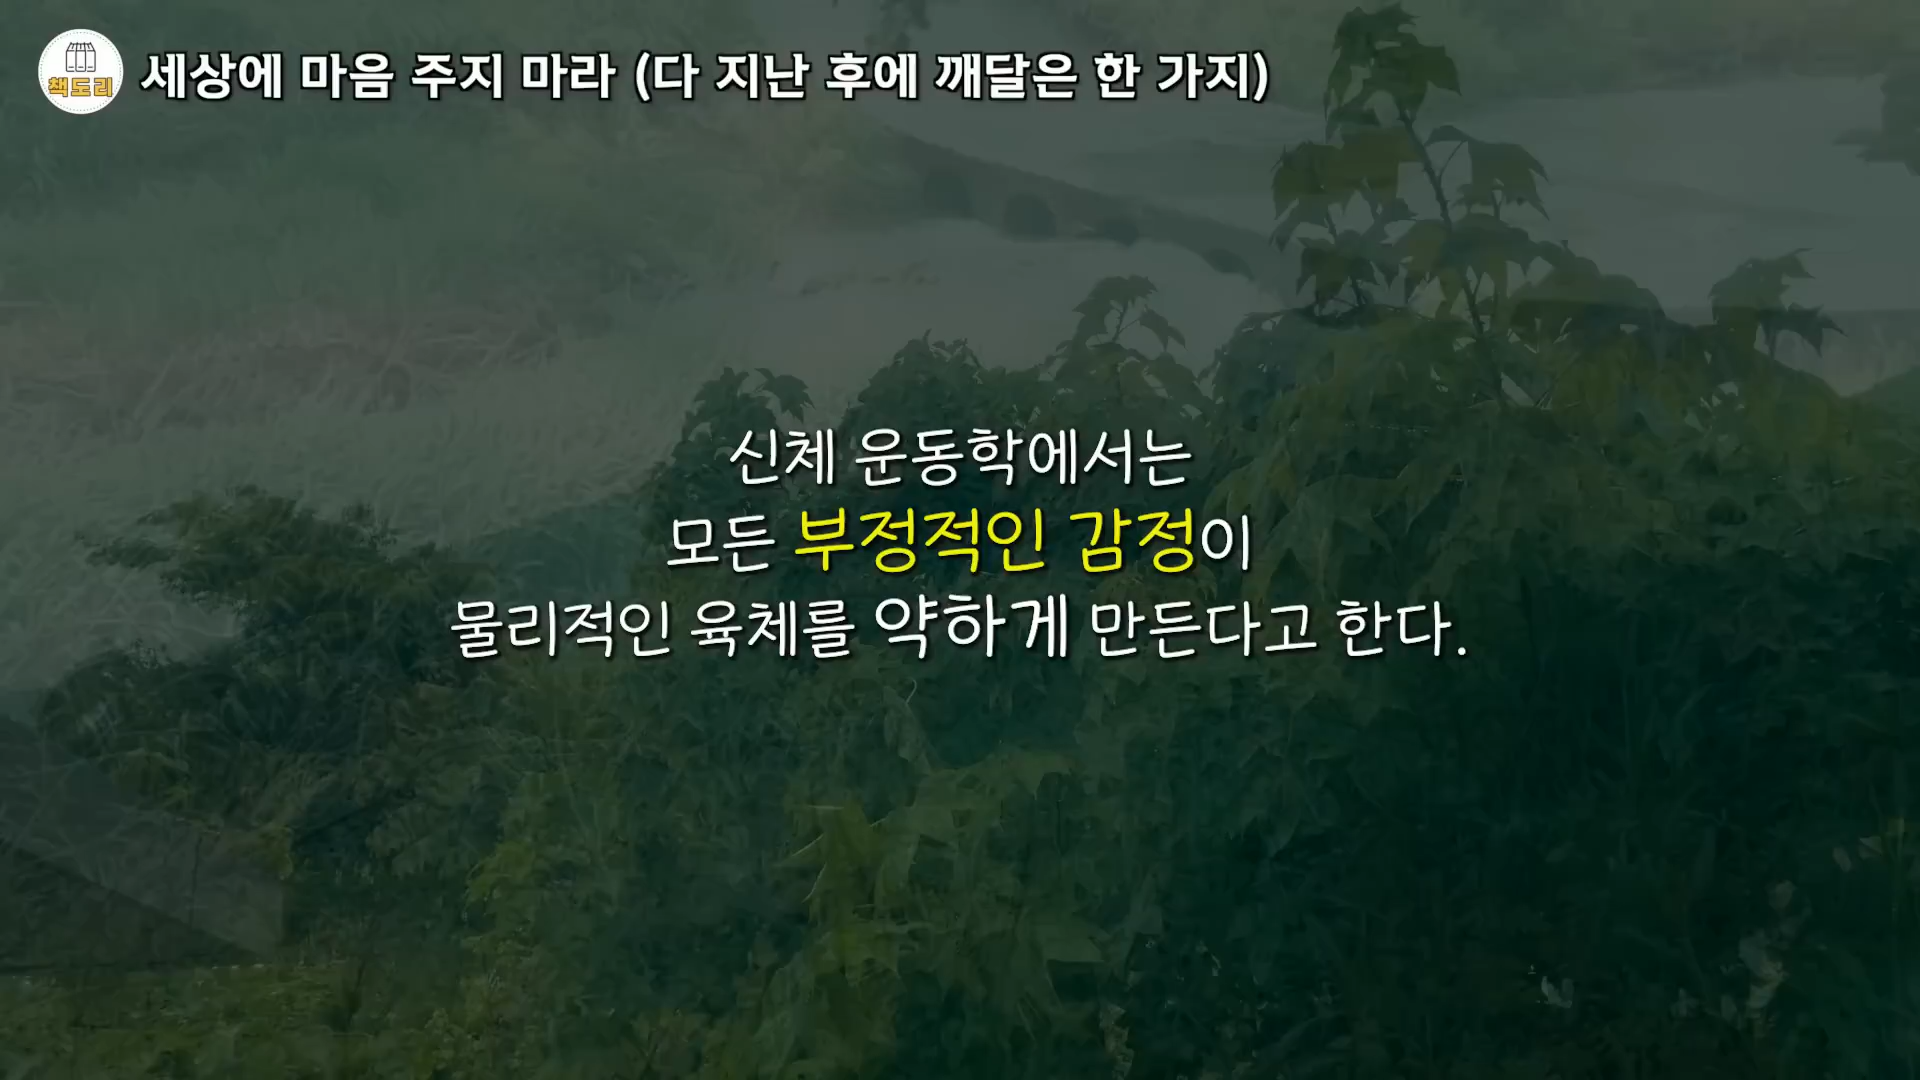 책도리
세상에 마음 주지 마라 (다 지난 후에 깨달은 한 가지)
신체 운동학에서는
모든 부정적인 감정이
물리적인 육체를 약하게 만든다고 한다.